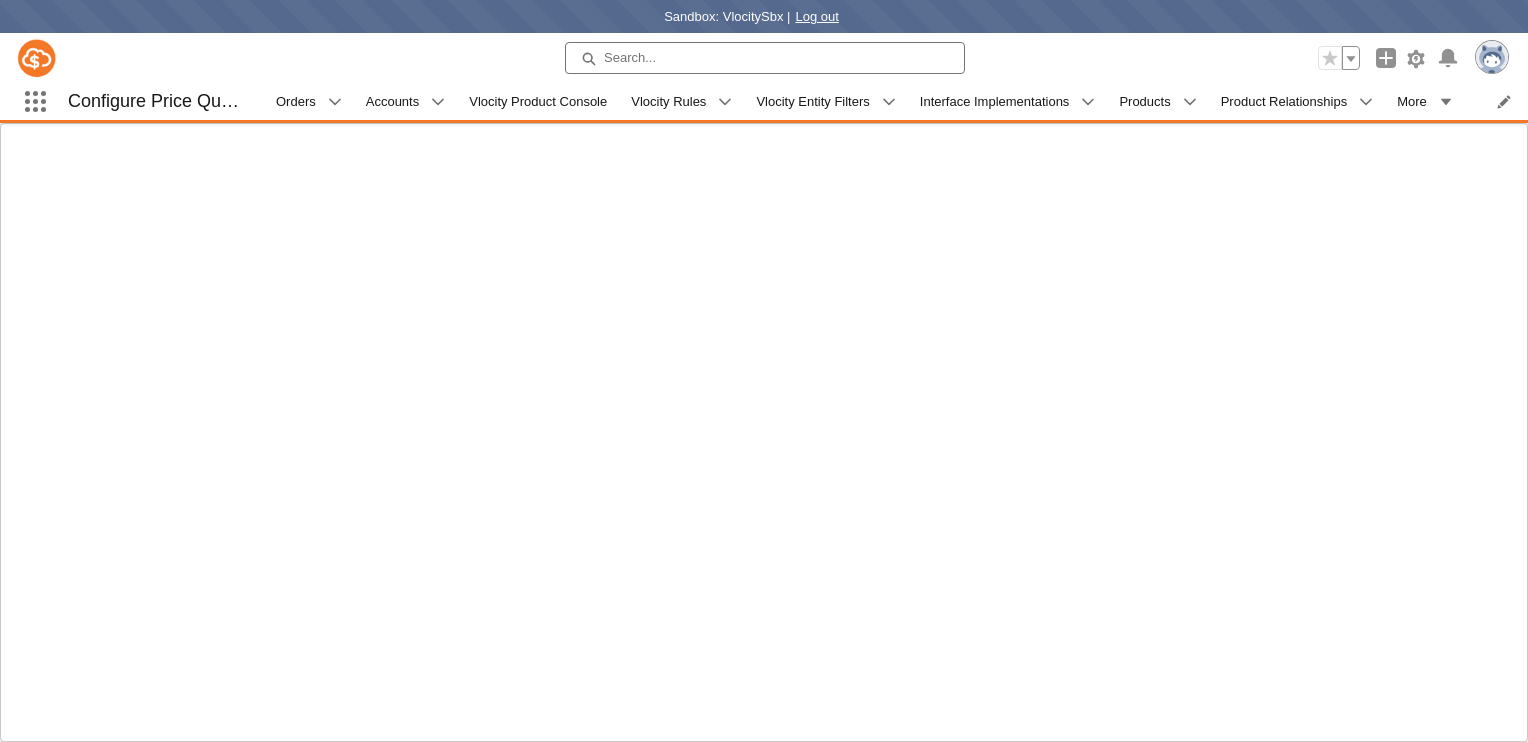 Sandbox: VlocitySbx | Log out
Search...
Configure Price Qu… Orders Accounts Vlocity Product Console Vlocity Rules Vlocity Entity Filters Interface Implementations Products Product Relationships More